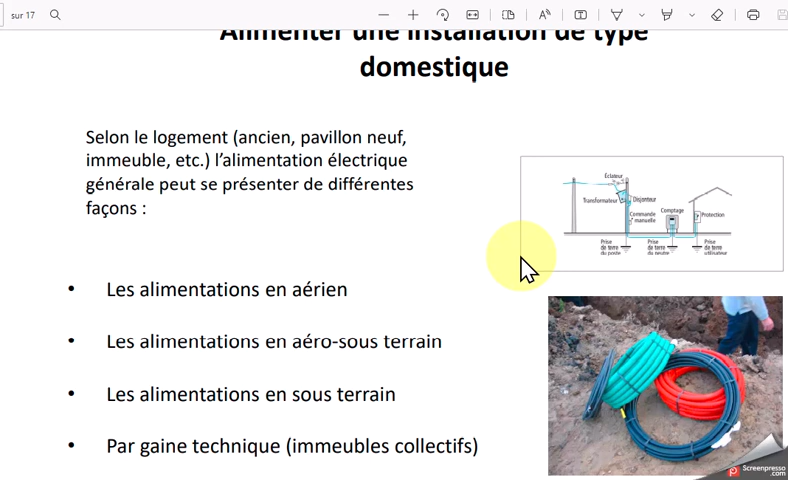 sur 17
Alimenter une installation de type
domestique
Selon le logement (ancien, pavillon neuf,
immeuble, etc.) l'alimentation électrique
générale peut se présenter de différentes
façons :
Éclateur
Transformateur
Disjoncteur
Commande
manuelle
Comptage
Protection
Prise
de terre
du poste
Prise
de terre
du neutre
Prise
de terre
utilisateur
• Les alimentations en aérien
• Les alimentations en aéro-sous terrain
• Les alimentations en sous terrain
• Par gaine technique (immeubles collectifs)
Screenpresso
.com